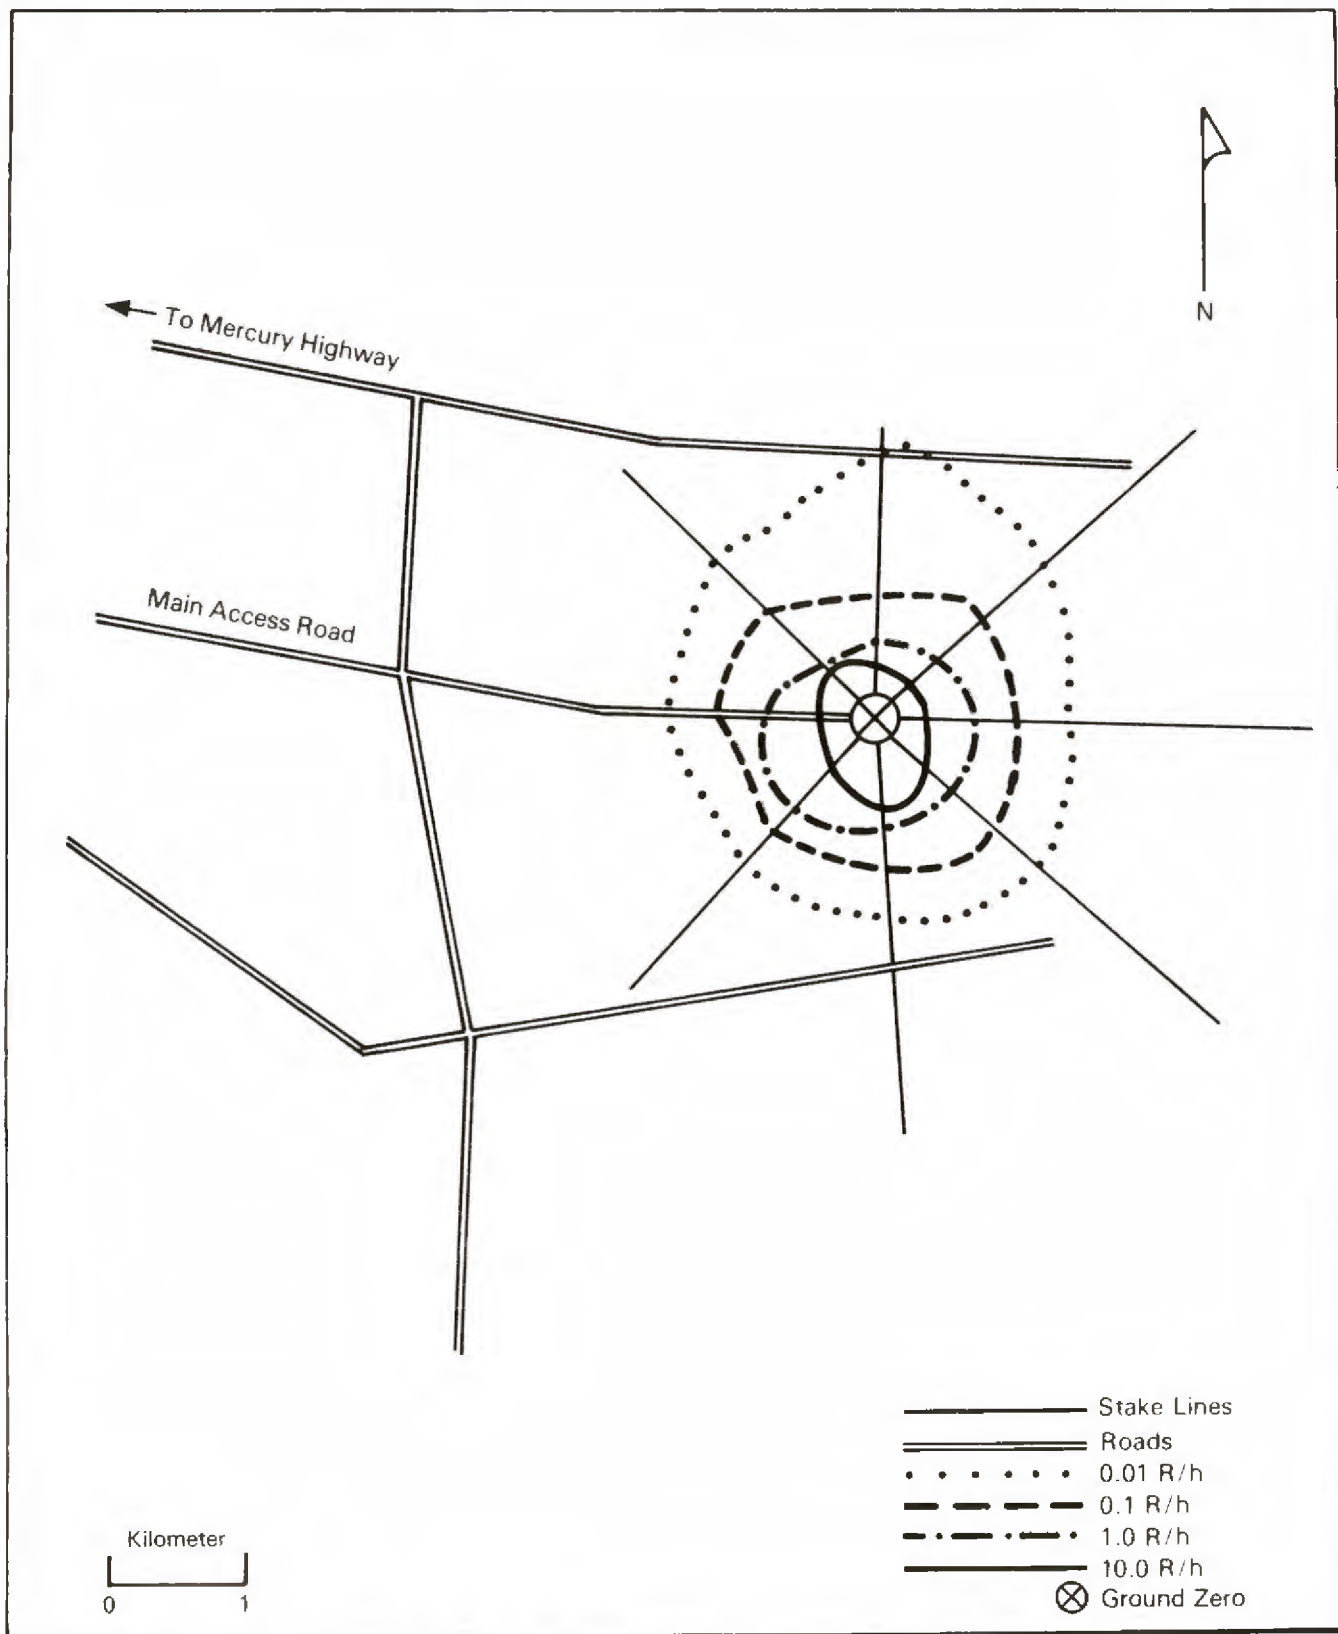 N
To Mercury Highway
Main Access Road
Stake Lines
Roads
0.01 R/h
0.1 R/h
1.0 R/h
10.0 R/h
Ground Zero
Kilometer
0 1